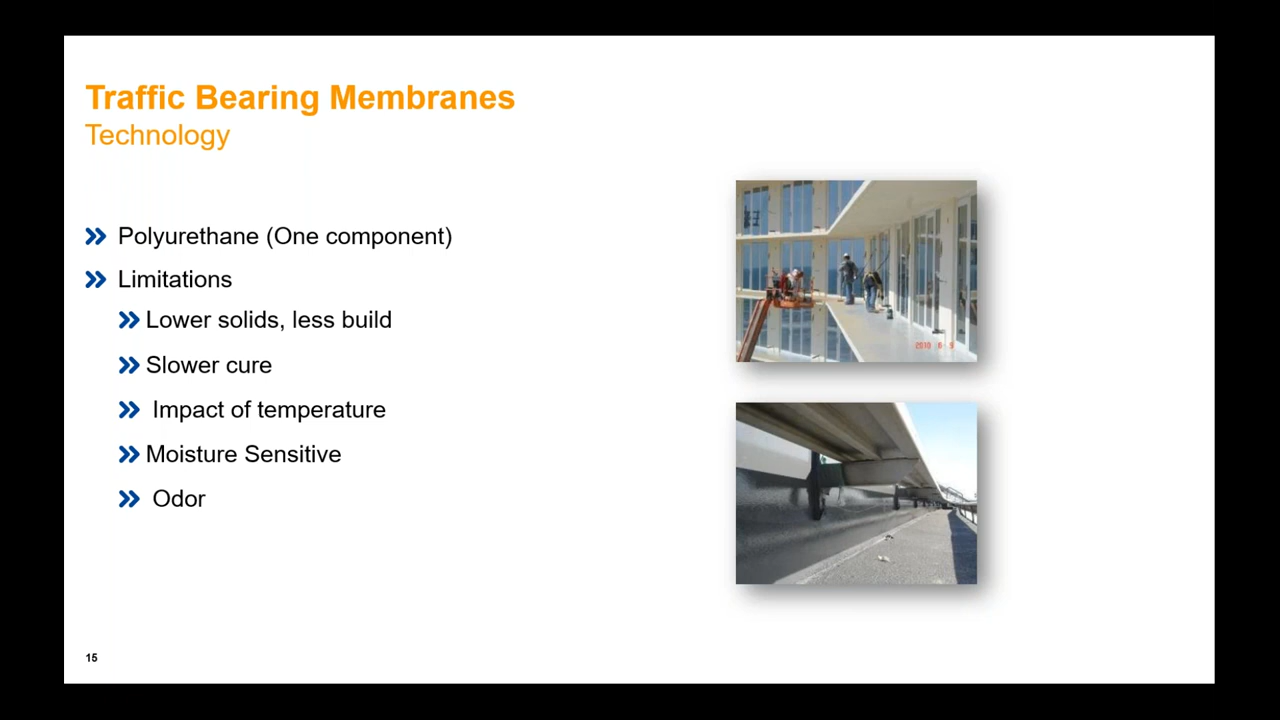 Traffic Bearing Membranes
Technology
Polyurethane (One component)
Limitations
Lower solids, less build
Slower cure
Impact of temperature
Moisture Sensitive
Odor
15